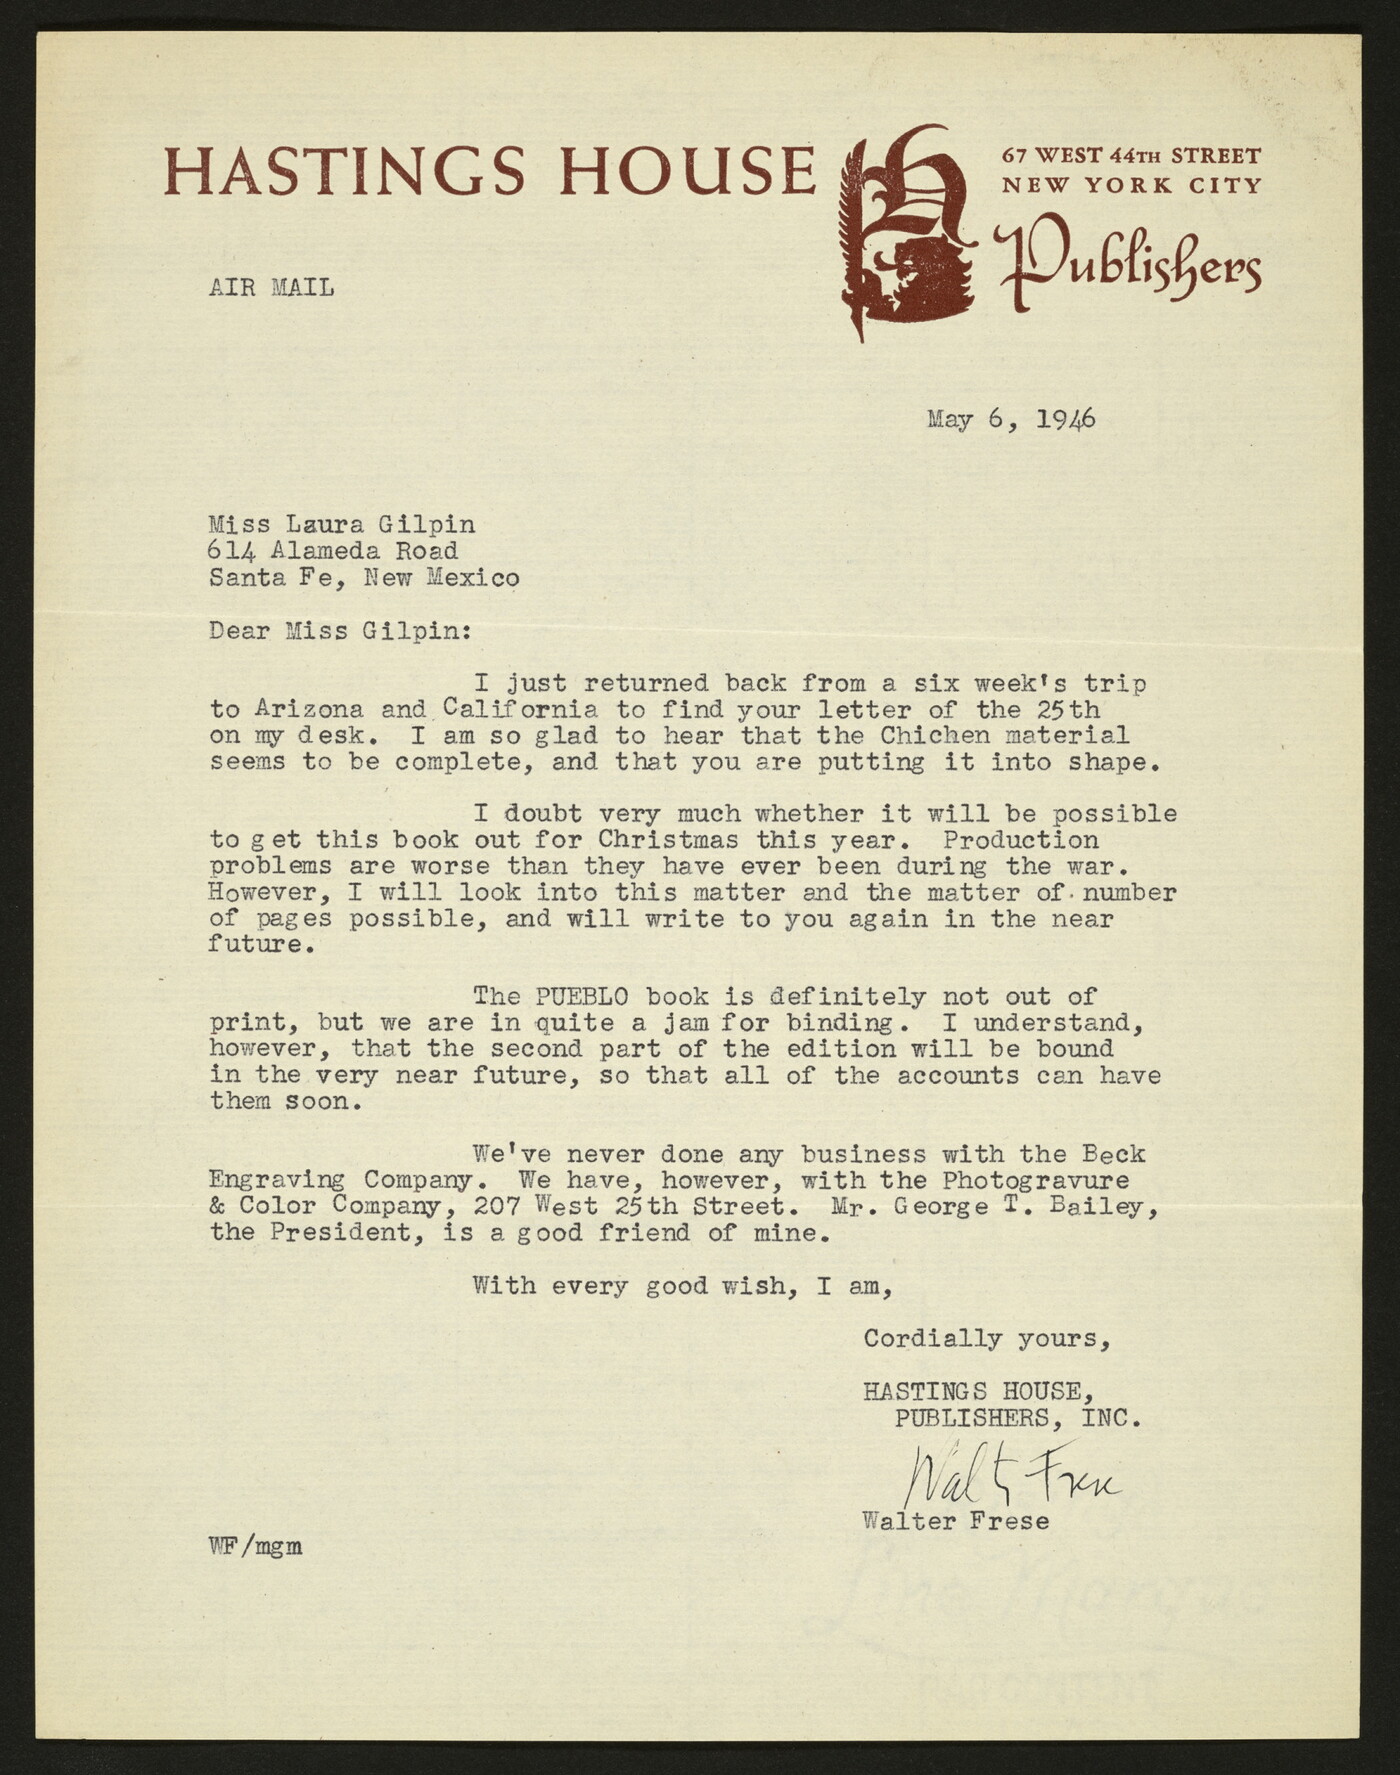 HASTINGS HOUSE
67 WEST 44TH STREET
NEW YORK CITY
Publishers
AIR MAIL
May 6, 1946
Miss Laura Gilpin
614 Alameda Road
Santa Fe, New Mexico
Dear Miss Gilpin:
I just returned back from a six week's trip
to Arizona and California to find your letter of the 25th
on my desk. I am so glad to hear that the Chichen material
seems to be complete, and that you are putting it into shape.
I doubt very much whether it will be possible
to get this book out for Christmas this year. Production
problems are worse than they have ever been during the war.
However, I will look into this matter and the matter of number
of pages possible, and will write to you again in the near
future.
The PUEBLO book is definitely not out of
print, but we are in quite a jam for binding. I understand,
however, that the second part of the edition will be bound
in the very near future, so that all of the accounts can have
them soon.
We've never done any business with the Beck
Engraving Company. We have, however, with the Photogravure
& Color Company, 207 West 25th Street. Mr. George T. Bailey,
the President, is a good friend of mine.
With every good wish, I am,
Cordially yours,
HASTINGS HOUSE,
PUBLISHERS, INC.
Walter Frese
Walter Frese
WF/mgm